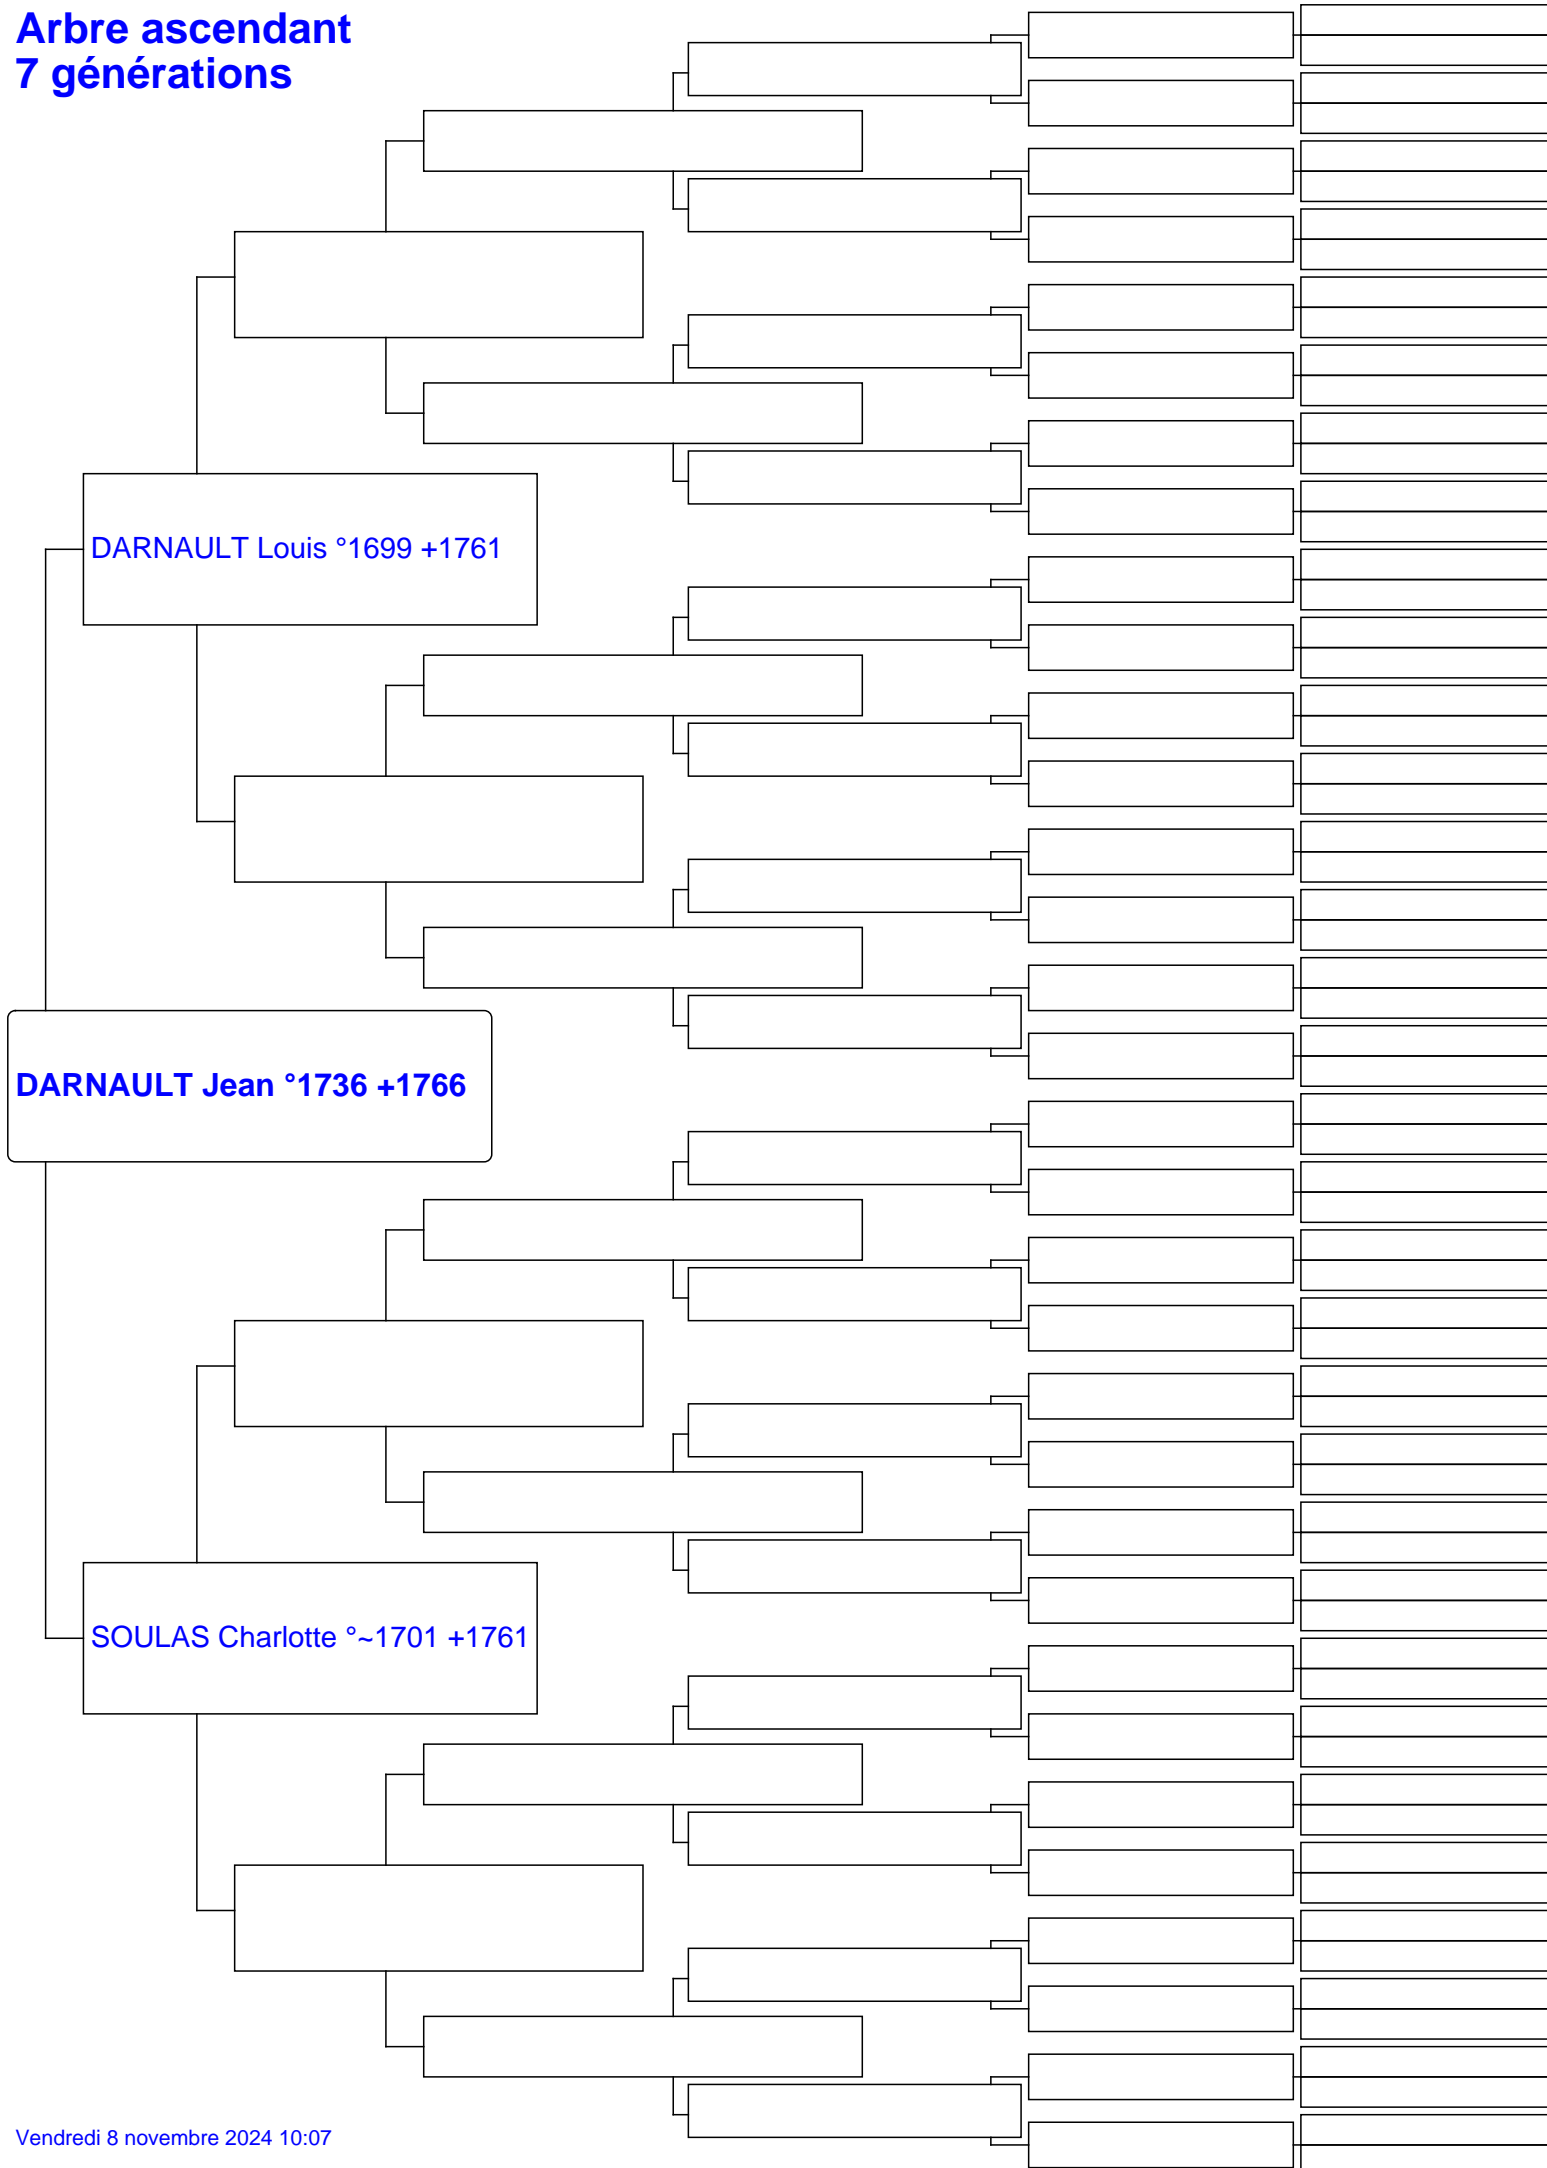 Arbre ascendant
7 générations
DARNAULT Louis °1699 +1761
DARNAULT Jean °1736 +1766
SOULAS Charlotte °~1701 +1761
Vendredi 8 novembre 2024 10:07